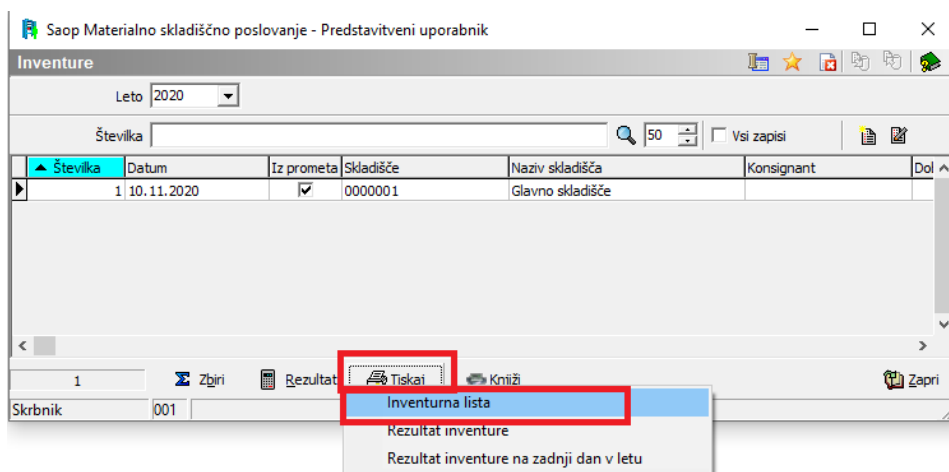 Saop Materialno skladiščno poslovanje - Predstavitveni uporabnik
Inventure
Leto 2020
Številka 50 Vsi zapisi
Številka Datum Iz prometa Skladišče Naziv skladišča Konsignant Dol
1 10.11.2020 0000001 Glavno skladišče
1 Zbiri Rezultat Tiskaj Knjiži Zapri
Skrbnik 001
Inventurna lista
Rezultat inventure
Rezultat inventure na zadnji dan v letu